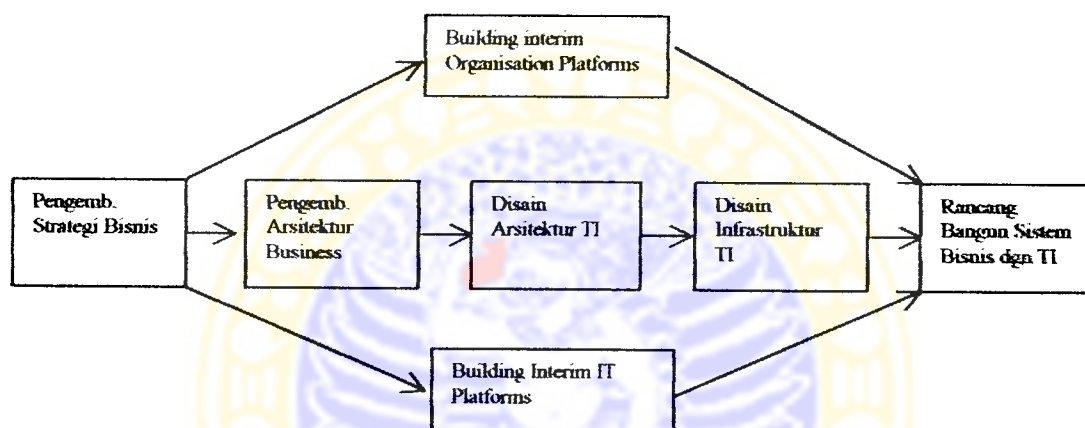 Building interim
Organisation Platforms
Pengemb.
Strategi Bisnis
Pengemb.
Arsitektur
Business
Disain
Arsitektur TI
Disain
Infrastruktur
TI
Rancang
Bangun Sistem
Bisnis dgn TI
Building Interim IT
Platforms